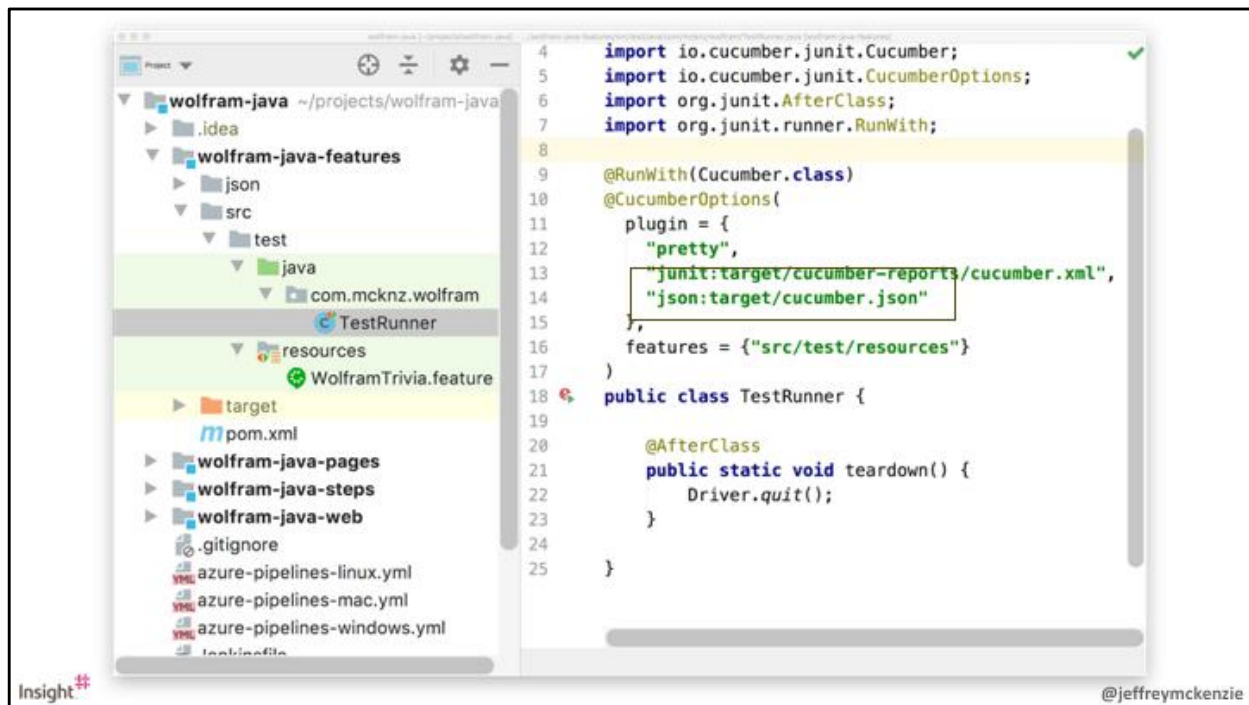 Project
wolfram-java ~/projects/wolfram-java
.idea
wolfram-java-features
json
src
test
java
com.mcknz.wolfram
TestRunner
resources
WolframTrivia.feature
target
pom.xml
wolfram-java-pages
wolfram-java-steps
wolfram-java-web
.gitignore
YML azure-pipelines-linux.yml
YML azure-pipelines-mac.yml
YML azure-pipelines-windows.yml
4 import io.cucumber.junit.Cucumber;
5 import io.cucumber.junit.CucumberOptions;
6 import org.junit.AfterClass;
7 import org.junit.runner.RunWith;
8
9 @RunWith(Cucumber.class)
10 @CucumberOptions(
11 plugin = {
12 "pretty",
13 "junit:target/cucumber-reports/cucumber.xml",
14 "json:target/cucumber.json"
15 },
16 features = {"src/test/resources"}
17 )
18 public class TestRunner {
19
20 @AfterClass
21 public static void teardown() {
22 Driver.quit();
23 }
24
25 }
Insight
@jeffreymckenzie